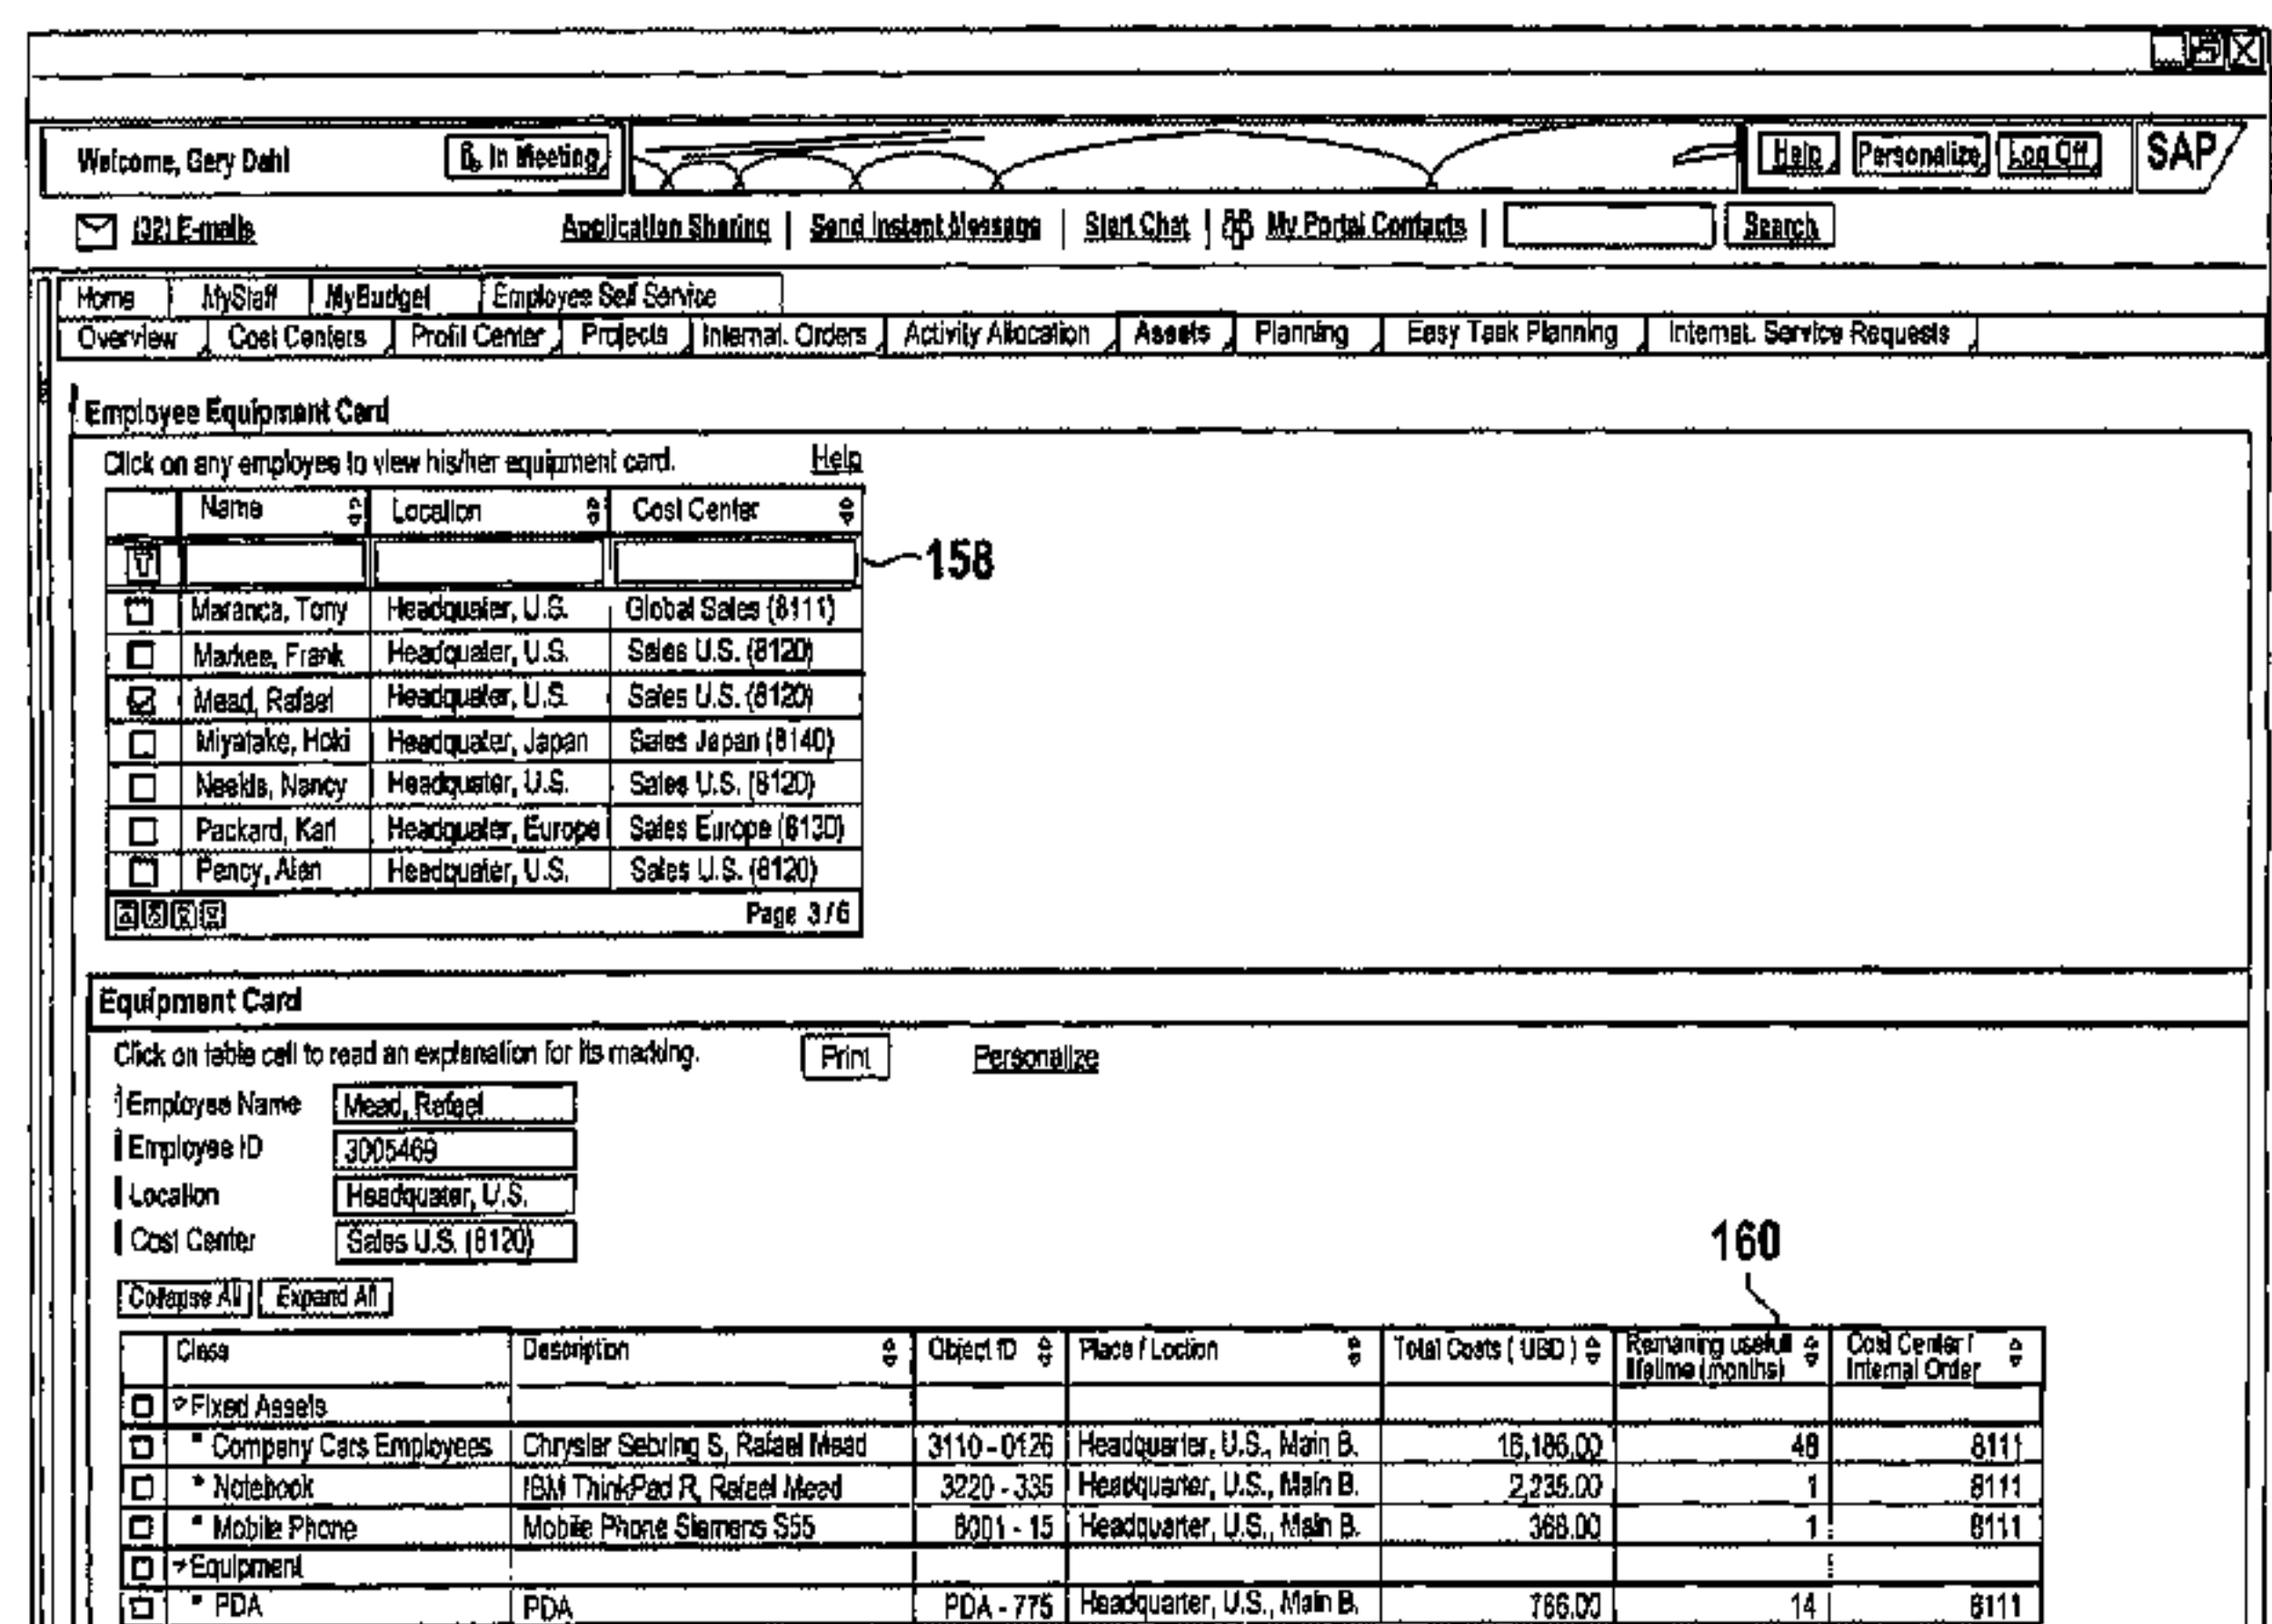 Welcome, Gery Dahl In Meeting Help Personalize Log Off SAP
(32) E-mails Application Sharing | Send Instant Message | Start Chat | My Portal Contacts | Search
Home MyStaff MyBudget Employee Self Service
Overview Cost Centers Profit Center Projects Internal. Orders Activity Allocation Assets Planning Easy Task Planning Internal. Service Requests
Employee Equipment Card
Click on any employee to view his/her equipment card. Help
Name Location Cost Center
158
Maranca, Tony Headquater, U.S. Global Sales (8111)
Markee, Frank Headquater, U.S. Sales U.S. (8120)
Mead, Rafael Headquater, U.S. Sales U.S. (8120)
Miyatake, Hoki Headquater, Japan Sales Japan (8140)
Nancy Headquater, U.S. Sales U.S. (8120)
Packard, Karl Headquater, Europe Sales Europe (8130)
Pency, Alan Headquater, U.S. Sales U.S. (8120)
Page 3/6
Equipment Card
Click on table cell to read an explanation for its marking. Print Personalize
Employee Name Mead, Rafael
Employee ID 3005469
Location Headquater, U.S.
Cost Center Sales U.S. (8120)
160
Collapse All Expand All
Class Description Object ID Place / Loction Total Costs ( USD ) Remaning usefull lifetime (months) Cost Center / Internal Order
Fixed Assets
Company Cars Employees Chrysler Sebring S, Rafael Mead 3110 - 0126 Headquarter, U.S., Main B. 16,186.00 48 8111
Notebook IBM ThinkPad R, Rafael Mead 3220 - 335 Headquarter, U.S., Main B. 2,235.00 1 8111
Mobile Phone Mobile Phone Siemens S55 8001 - 15 Headquarter, U.S., Main B. 368.00 1 8111
Equipment
PDA PDA PDA - 775 Headquarter, U.S., Main B. 766.00 14 8111